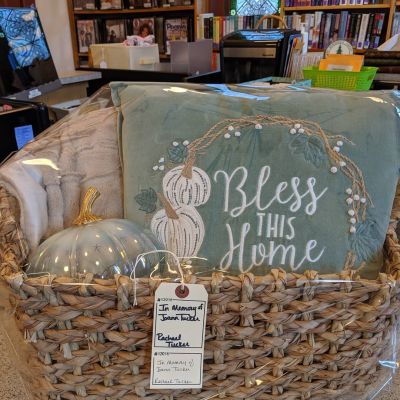 Bless
THIS
Home
In Memory of
Joann Tucker
Rachael
Tucker
In Memory of
Joann Tucker
Rachael Tucker